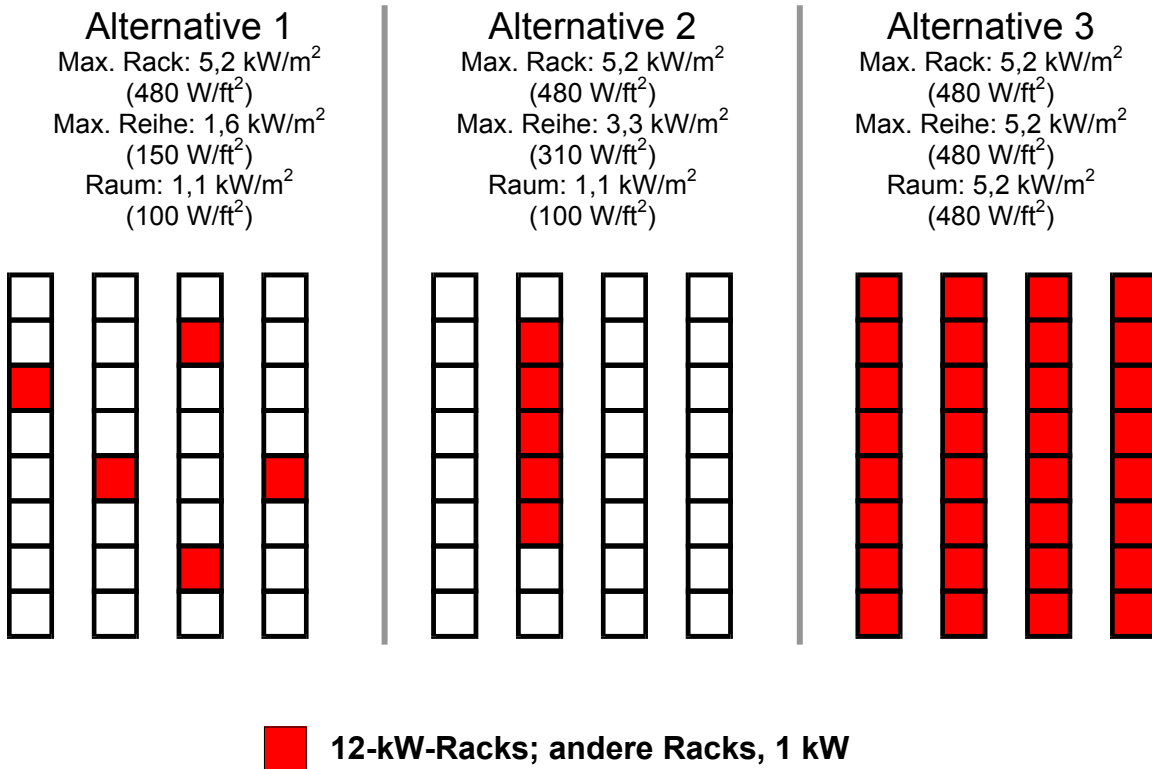 Alternative 1
Max. Rack: 5,2 kW/m²
(480 W/ft²)
Max. Reihe: 1,6 kW/m²
(150 W/ft²)
Raum: 1,1 kW/m²
(100 W/ft²)
Alternative 2
Max. Rack: 5,2 kW/m²
(480 W/ft²)
Max. Reihe: 3,3 kW/m²
(310 W/ft²)
Raum: 1,1 kW/m²
(100 W/ft²)
Alternative 3
Max. Rack: 5,2 kW/m²
(480 W/ft²)
Max. Reihe: 5,2 kW/m²
(480 W/ft²)
Raum: 5,2 kW/m²
(480 W/ft²)
12-kW-Racks; andere Racks, 1 kW